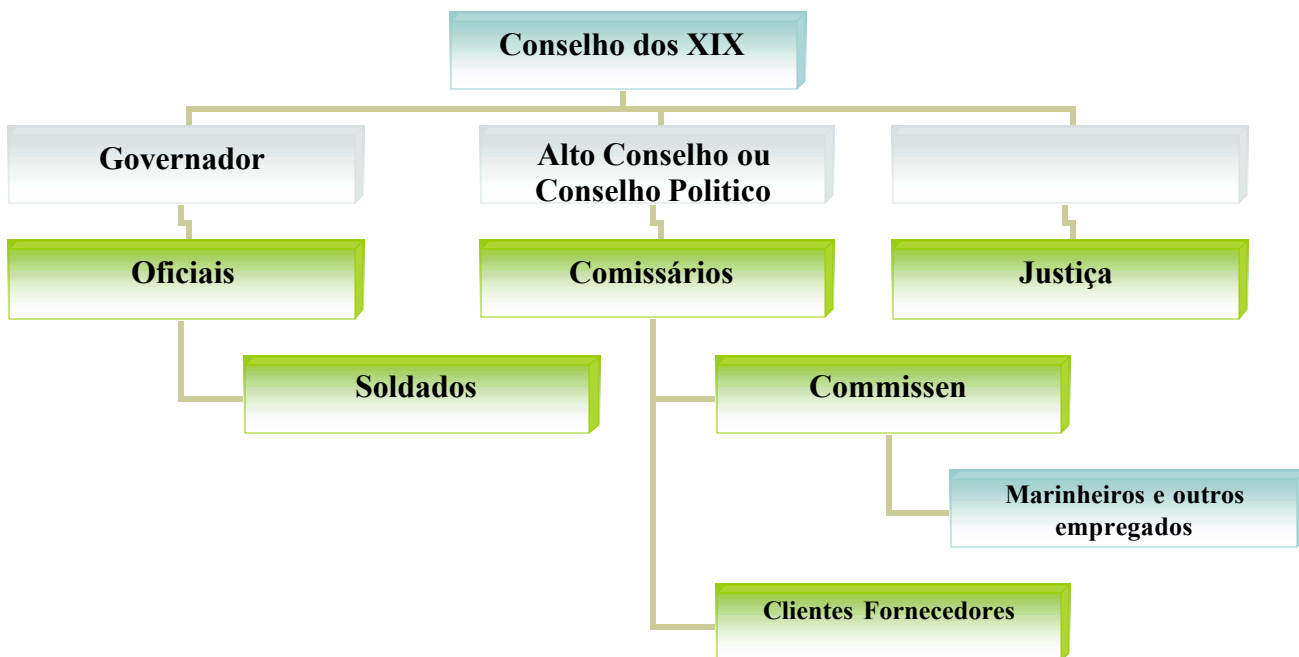 Conselho dos XIX
Governador
Alto Conselho ou
Conselho Politico
Oficiais
Comissários
Justiça
Soldados
Commissen
Marinheiros e outros
empregados
Clientes Fornecedores